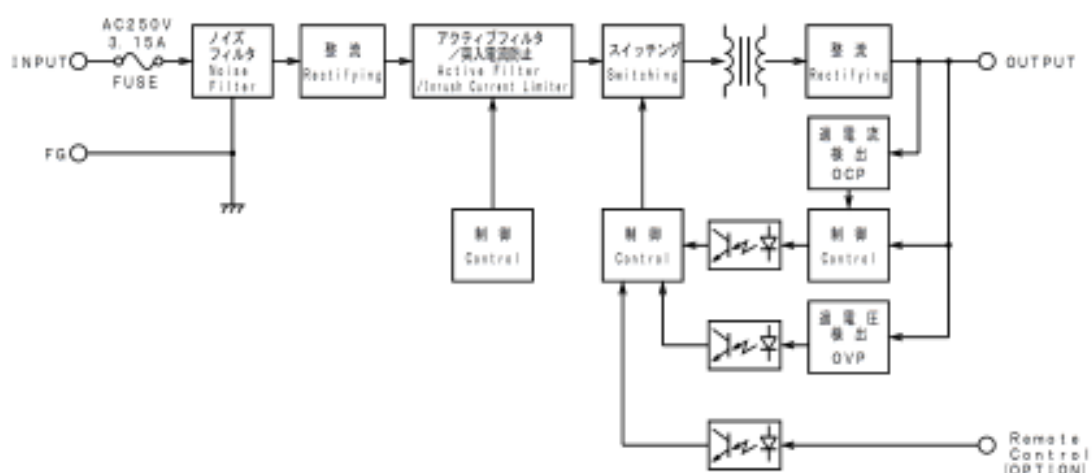 AC250V
3.15A
FUSE
INPUT
ノイズ
フィルタ
Noise
Filter
整流
Rectifying
アクティブフィルタ
/突入電流防止
Active Filter
/Inrush Current Limiter
スイッチング
Switching
整流
Rectifying
OUTPUT
FG
過電流
検出
OCP
制御
Control
制御
Control
制御
Control
過電圧
検出
OVP
Remote
Control
(OPTION)